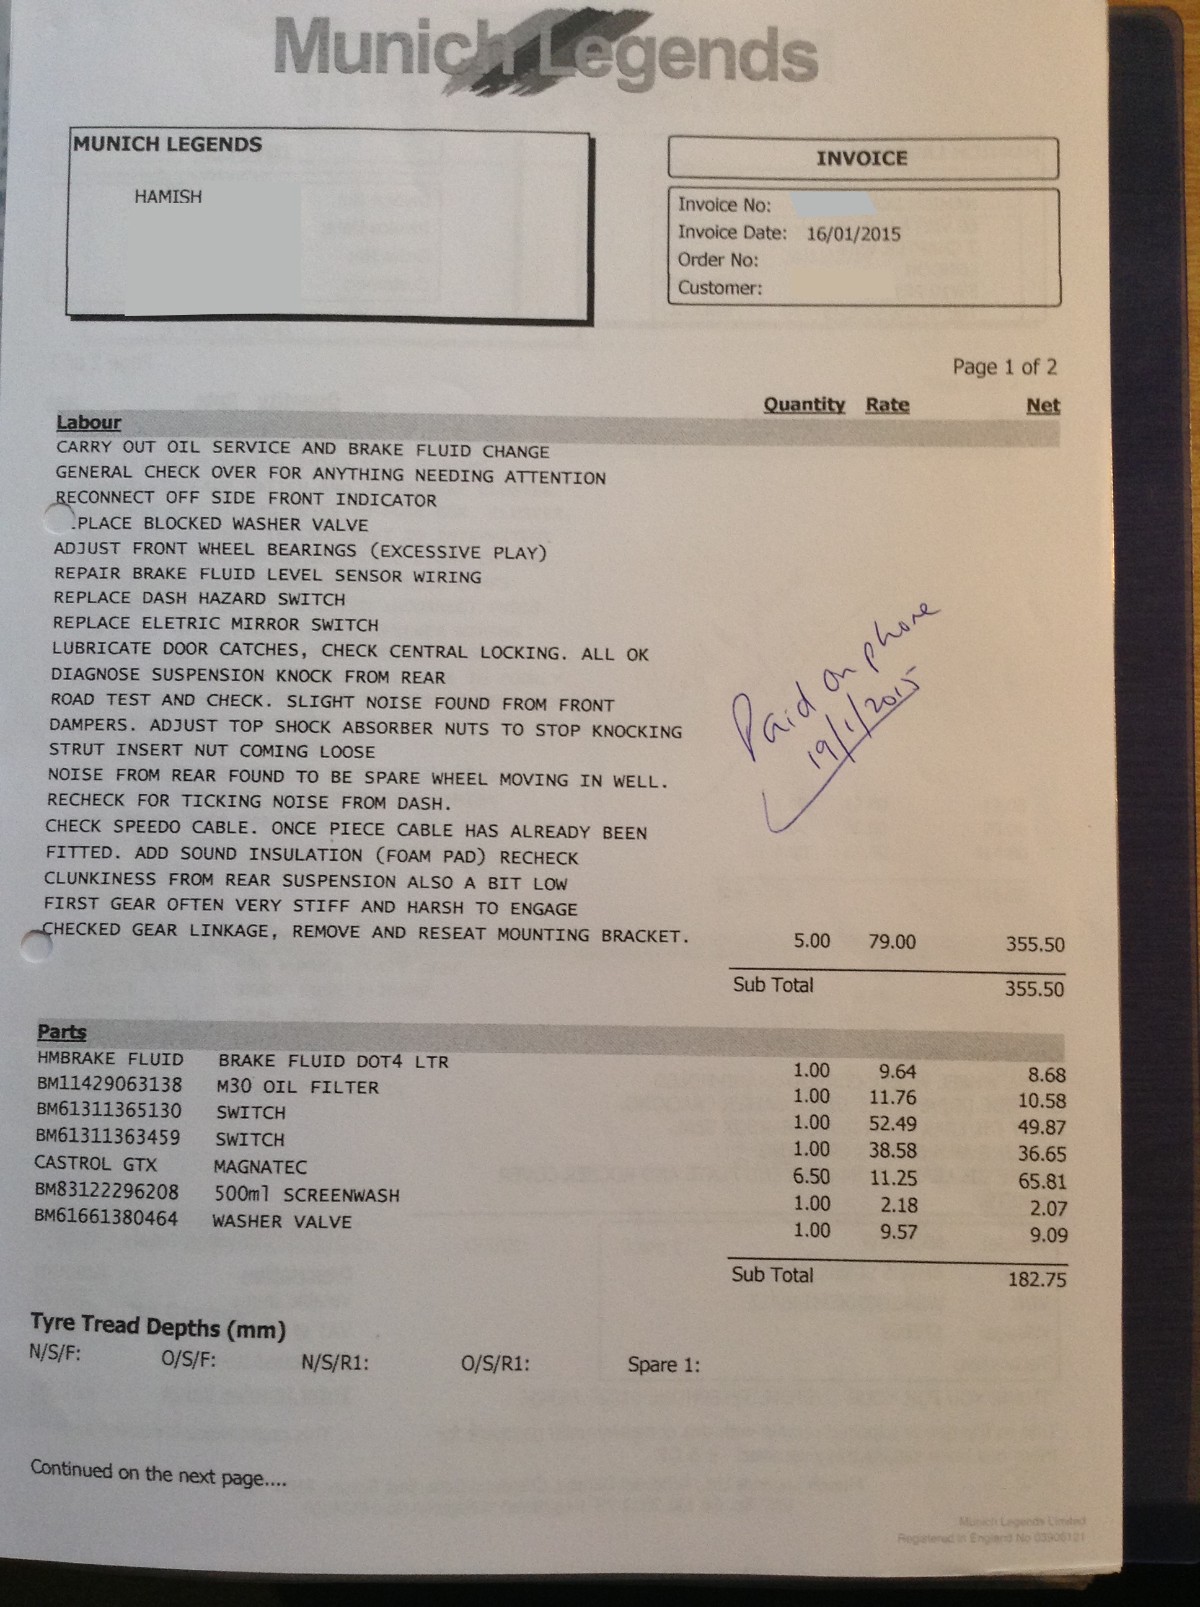 Munich Legends
MUNICH LEGENDS
HAMISH
INVOICE
Invoice No:
Invoice Date: 16/01/2015
Order No:
Customer:
Page 1 of 2
Quantity Rate Net
Labour
CARRY OUT OIL SERVICE AND BRAKE FLUID CHANGE
GENERAL CHECK OVER FOR ANYTHING NEEDING ATTENTION
RECONNECT OFF SIDE FRONT INDICATOR
PLACE BLOCKED WASHER VALVE
ADJUST FRONT WHEEL BEARINGS (EXCESSIVE PLAY)
REPAIR BRAKE FLUID LEVEL SENSOR WIRING
REPLACE DASH HAZARD SWITCH
REPLACE ELETRIC MIRROR SWITCH
LUBRICATE DOOR CATCHES, CHECK CENTRAL LOCKING. ALL OK
DIAGNOSE SUSPENSION KNOCK FROM REAR
ROAD TEST AND CHECK. SLIGHT NOISE FOUND FROM FRONT
DAMPERS. ADJUST TOP SHOCK ABSORBER NUTS TO STOP KNOCKING
STRUT INSERT NUT COMING LOOSE
NOISE FROM REAR FOUND TO BE SPARE WHEEL MOVING IN WELL.
RECHECK FOR TICKING NOISE FROM DASH.
CHECK SPEEDO CABLE. ONCE PIECE CABLE HAS ALREADY BEEN
FITTED. ADD SOUND INSULATION (FOAM PAD) RECHECK
CLUNKINESS FROM REAR SUSPENSION ALSO A BIT LOW
FIRST GEAR OFTEN VERY STIFF AND HARSH TO ENGAGE
CHECKED GEAR LINKAGE, REMOVE AND RESEAT MOUNTING BRACKET. 5.00 79.00 355.50
Paid on phone
19/1/2015
Sub Total 355.50
Parts
HMBRAKE FLUID BRAKE FLUID DOT4 LTR 1.00 9.64 8.68
BM11429063138 M30 OIL FILTER 1.00 11.76 10.58
BM61311365130 SWITCH 1.00 52.49 49.87
BM61311363459 SWITCH 1.00 38.58 36.65
CASTROL GTX MAGNATEC 6.50 11.25 65.81
BM83122296208 500ml SCREENWASH 1.00 2.18 2.07
BM61661380464 WASHER VALVE 1.00 9.57 9.09
Sub Total 182.75
Tyre Tread Depths (mm)
N/S/F: O/S/F: N/S/R1: O/S/R1: Spare 1:
Continued on the next page....
Munich Legends Limited
Registered in England No